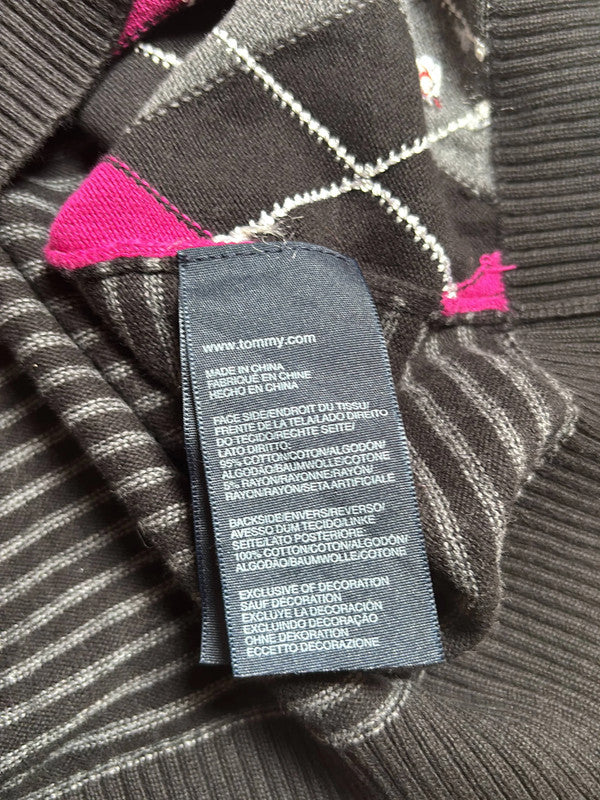 www.tommy.com
MADE IN CHINA
FABRIQUÉ EN CHINE
HECHO EN CHINA
FACE SIDE/ENDROIT DU TISSU/
FRENTE DE LA TELA/LADO DIREITO
DO TECIDO/RECHTE SEITE/
LATO DIRITTO.
95% COTTON/COTON/ALGODÓN/
ALGODÃO/BAUMWOLLE/COTONE
5% RAYON/RAYONNE/RAYON/
RAYON/RAYON/SETA ARTIFICIALE
BACKSIDE/ENVERS/REVERSO/
AVESSO DUM TECIDO/LINKE
SEITE/LATO POSTERIORE
100% COTTON/COTON/ALGODÓN/
ALGODÃO/BAUMWOLLE/COTONE
EXCLUSIVE OF DECORATION
SAUF DÉCORATION
EXCLUYE LA DECORACIÓN
EXCLUINDO DECORAÇÃO
OHNE DEKORATION
ECCETTO DECORAZIONE